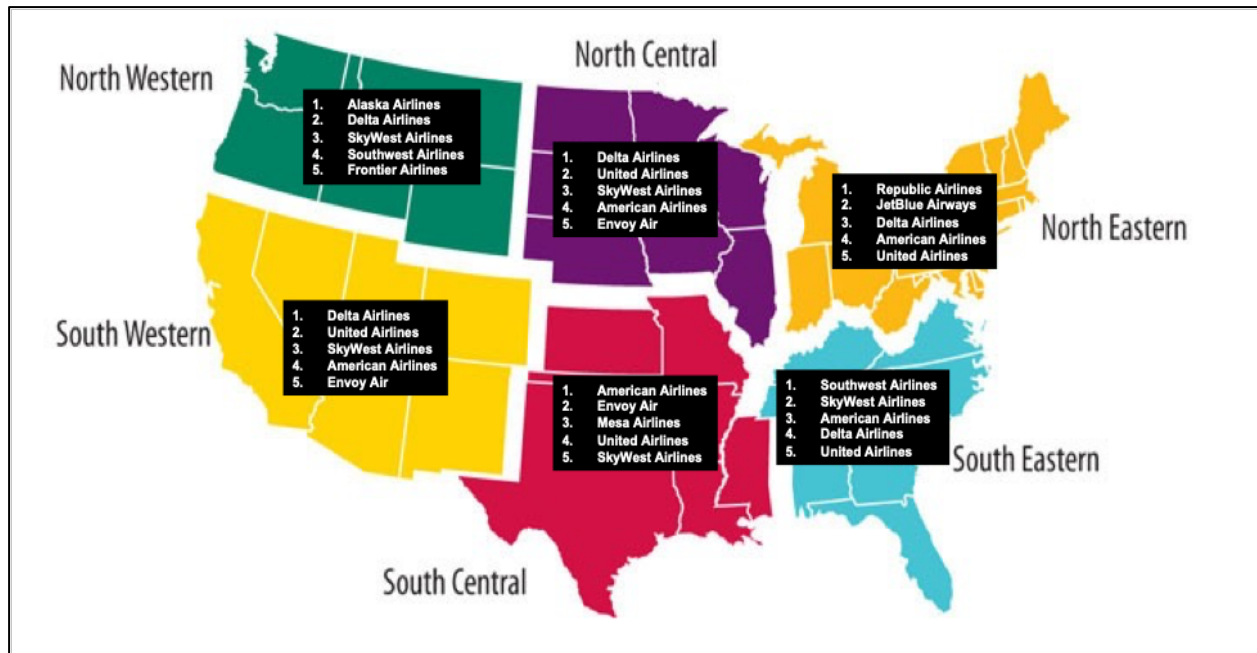 North Western
1. Alaska Airlines
2. Delta Airlines
3. SkyWest Airlines
4. Southwest Airlines
5. Frontier Airlines
North Central
1. Delta Airlines
2. United Airlines
3. SkyWest Airlines
4. American Airlines
5. Envoy Air
1. Republic Airlines
2. JetBlue Airways
3. Delta Airlines
4. American Airlines
5. United Airlines
North Eastern
South Western
1. Delta Airlines
2. United Airlines
3. SkyWest Airlines
4. American Airlines
5. Envoy Air
1. American Airlines
2. Envoy Air
3. Mesa Airlines
4. United Airlines
5. SkyWest Airlines
South Central
1. Southwest Airlines
2. SkyWest Airlines
3. American Airlines
4. Delta Airlines
5. United Airlines
South Eastern